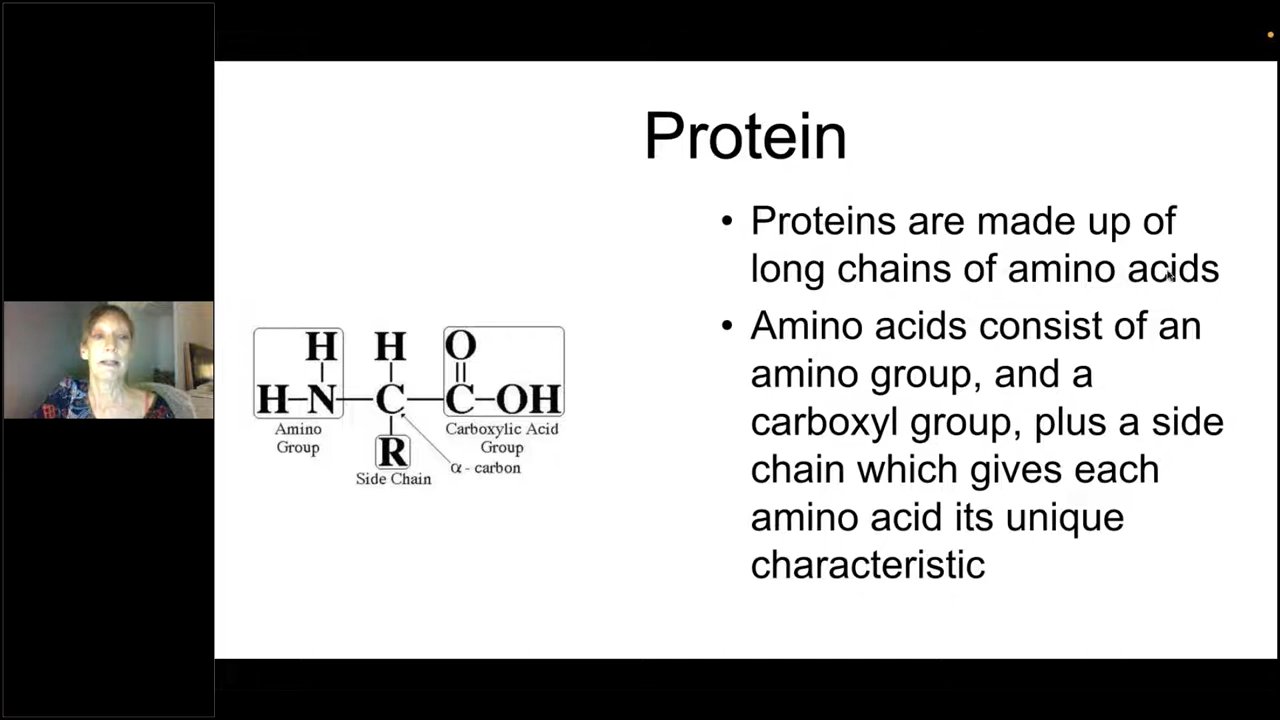 Protein
• Proteins are made up of
long chains of amino acids
• Amino acids consist of an
amino group, and a
carboxyl group, plus a side
chain which gives each
amino acid its unique
characteristic
H H O
H–N–C–C–OH
Amino
Group
R
Carboxylic Acid
Group
α - carbon
Side Chain